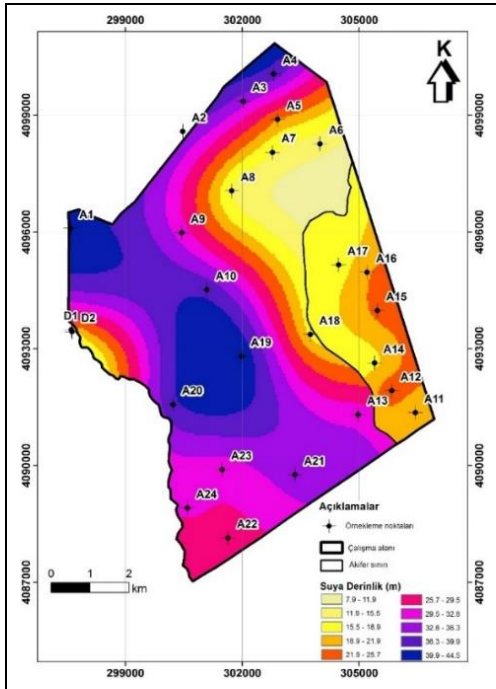 299000 302000 305000
K
4099000 4099000
4096000 4096000
4093000 4093000
4090000 4090000
4087000 4087000
A4
A3
A2
A5
A7
A6
A8
A1
A9
A17
A16
A10
A15
D1 D2
A18
A19
A14
A12
A20
A13
A11
A23
A21
A24
A22
Açıklamalar
Örnekleme noktaları
Çalışma alanı
Akifer sınırı
0 1 2
km
Suya Derinlik (m)
7.9 - 11.9 25.7 - 29.5
11.9 - 15.5 29.5 - 32.8
15.5 - 18.9 32.8 - 36.3
18.9 - 21.9 36.3 - 39.9
21.9 - 25.7 39.9 - 44.5
299000 302000 305000